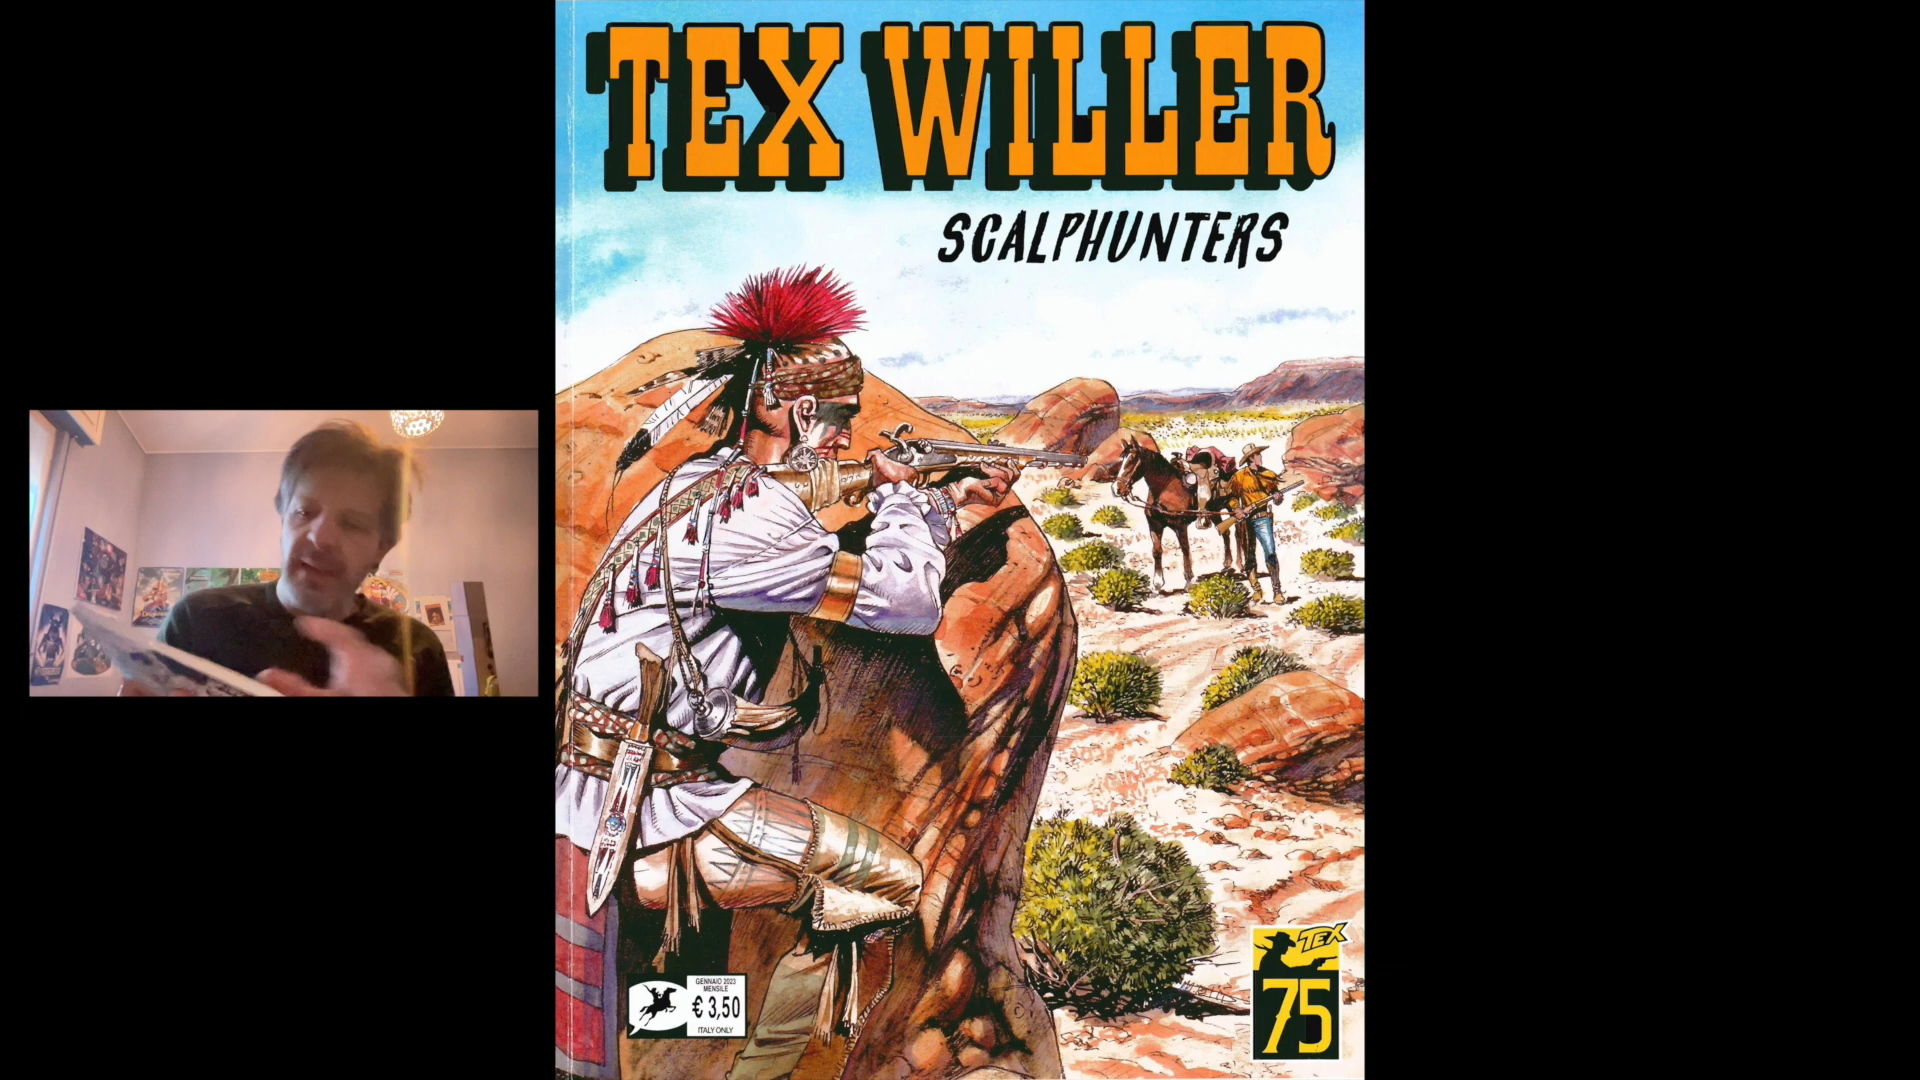 TEX WILLER
SCALPHUNTERS
GENNAIO 2023
MENSILE
€ 3,50
ITALY ONLY
TEX
75